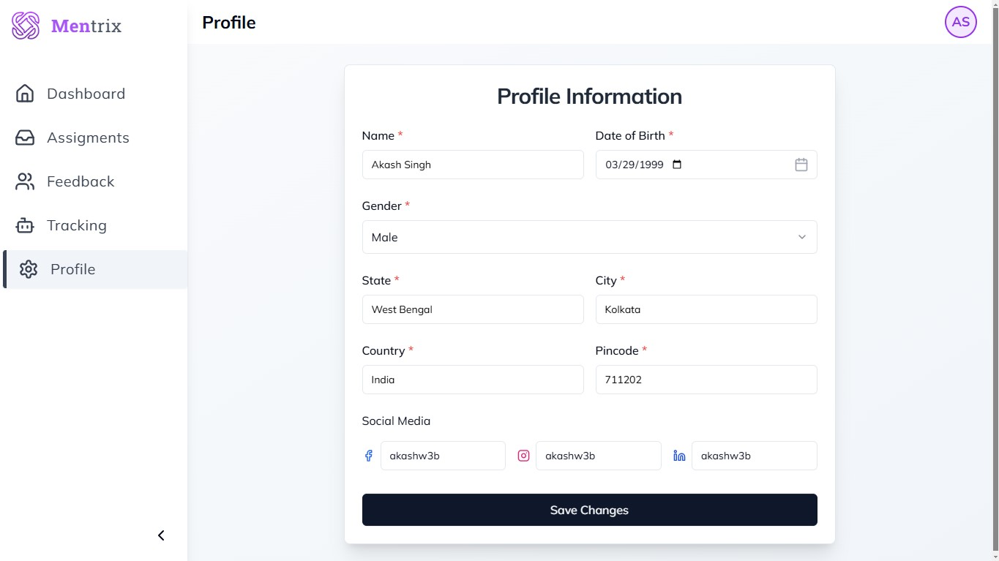 Mentrix
Profile
AS
Dashboard
Assigments
Feedback
Tracking
Profile
Profile Information
Name * Date of Birth *
Akash Singh 03/29/1999
Gender *
Male
State * City *
West Bengal Kolkata
Country * Pincode *
India 711202
Social Media
akashw3b akashw3b akashw3b
Save Changes